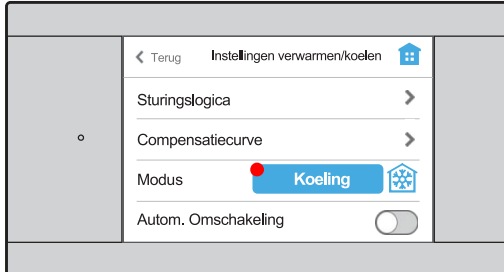 Terug Instellingen verwarmen/koelen
Sturingslogica
Compensatiecurve
Modus Koeling
Autom. Omschakeling